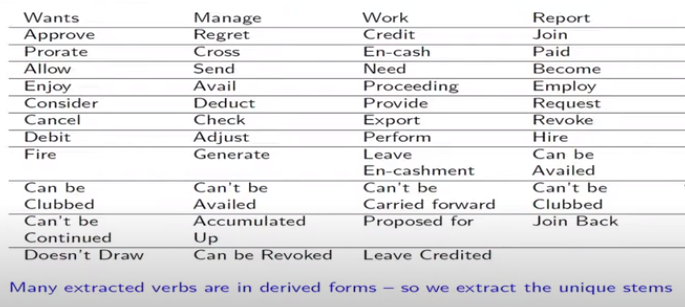 Wants Manage Work Report
Approve Regret Credit Join
Prorate Cross En-cash Paid
Allow Send Need Become
Enjoy Avail Proceeding Employ
Consider Deduct Provide Request
Cancel Check Export Revoke
Debit Adjust Perform Hire
Fire Generate Leave Can be
En-cashment Availed
Can be Can't be Can't be Can't be
Clubbed Availed Carried forward Clubbed
Can't be Accumulated Proposed for Join Back
Continued Up
Doesn't Draw Can be Revoked Leave Credited
Many extracted verbs are in derived forms – so we extract the unique stems